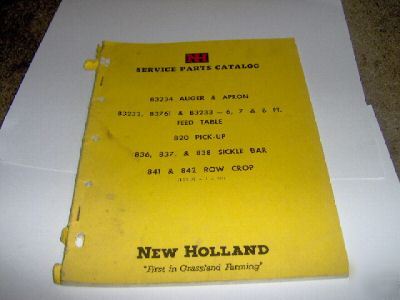 NH
SERVICE PARTS CATALOG
83234 AUGER & APRON
83232, 83761 & 83233 — 6, 7 & 8 FT.
FEED TABLE
820 PICK-UP
836, 837, & 838 SICKLE BAR
841 & 842 ROW CROP
NEW HOLLAND
"First in Grassland Farming"